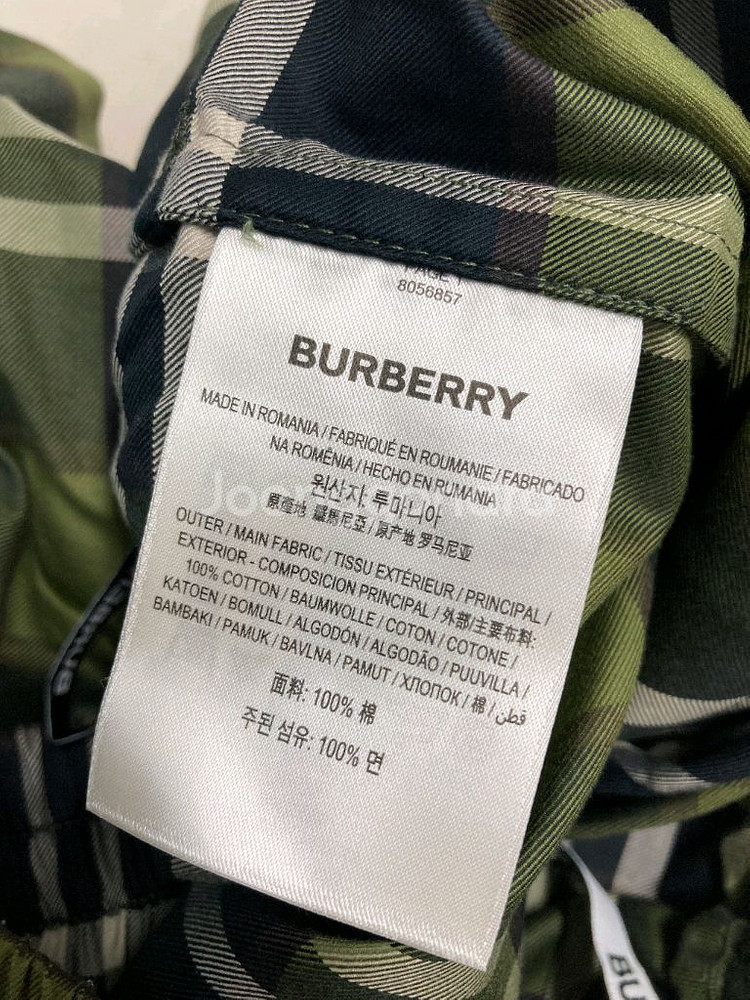 8056857
BURBERRY
MADE IN ROMANIA / FABRIQUÉ EN ROUMANIE / FABRICADO
NA ROMÊNIA / HECHO EN RUMANIA
원산지 루마니아
原產地 羅馬尼亞 / 原产地 罗马尼亚
OUTER / MAIN FABRIC / TISSU EXTÉRIEUR / PRINCIPAL /
EXTERIOR - COMPOSICION PRINCIPAL / 外部/主要布料:
100% COTTON / BAUMWOLLE / COTON / COTONE /
KATOEN / BOMULL / ALGODÓN / ALGODÃO / PUUVILLA /
BAMBAKI / PAMUK / BAVLNA / PAMUT / ХЛОПОК / 棉 / قطن
面料: 100% 棉
주된 섬유: 100% 면
BU